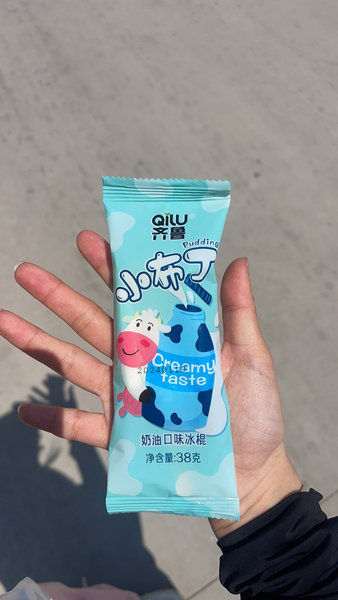 QiLU
齐鲁
Pudding
小布丁
Creamy
taste
奶油口味冰棍
净含量:38克